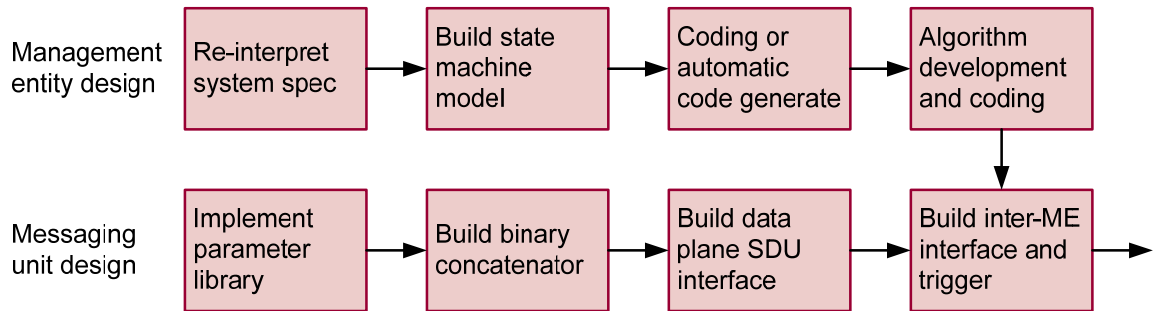 Management
entity design
Re-interpret
system spec
Build state
machine
model
Coding or
automatic
code generate
Algorithm
development
and coding
Messaging
unit design
Implement
parameter
library
Build binary
concatenator
Build data
plane SDU
interface
Build inter-ME
interface and
trigger